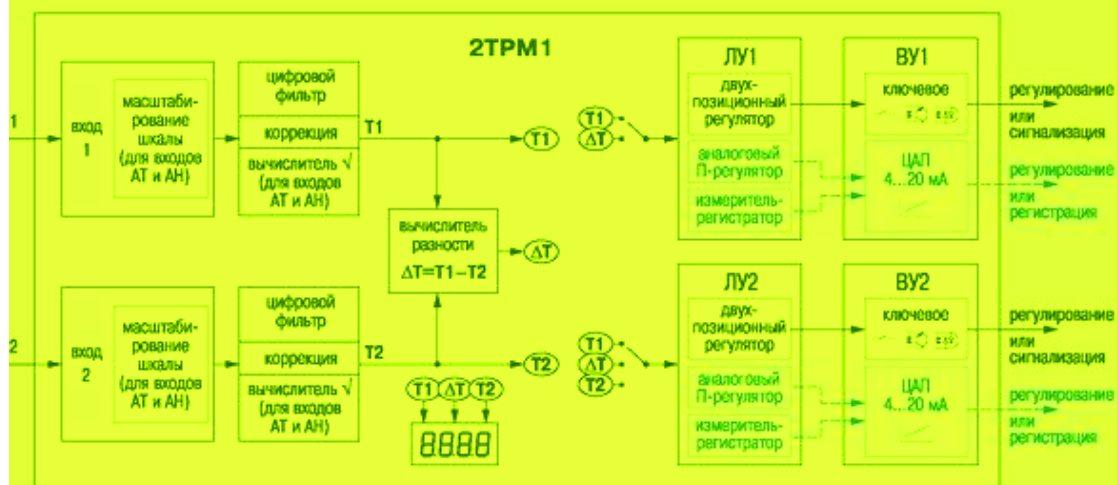 2ТРМ1
1
вход
1
масштаби-
рование
шкалы
(для входов
АТ и АН)
цифровой
фильтр
коррекция
вычислитель √
(для входов
АТ и АН)
T1
T1
вычислитель
разности
ΔT=T1–T2
ΔT
T1
ΔT
ЛУ1
двух-
позиционный
регулятор
аналоговый
П-регулятор
измеритель-
регистратор
ВУ1
ключевое
ЦАП
4...20 мА
регулирование
или
сигнализация
регулирование
или
регистрация
2
вход
2
масштаби-
рование
шкалы
(для входов
АТ и АН)
цифровой
фильтр
коррекция
вычислитель √
(для входов
АТ и АН)
T2
T2
T1 ΔT T2
8.8.8.8
T1
ΔT
T2
ЛУ2
двух-
позиционный
регулятор
аналоговый
П-регулятор
измеритель-
регистратор
ВУ2
ключевое
ЦАП
4...20 мА
регулирование
или
сигнализация
регулирование
или
регистрация